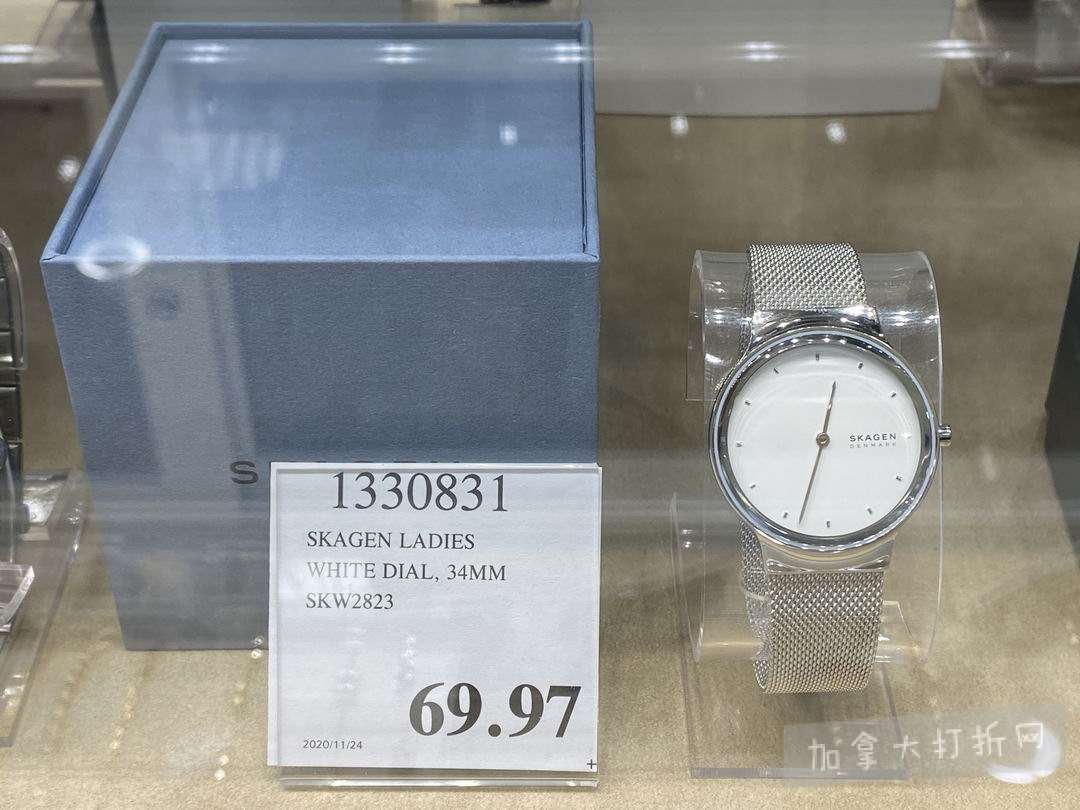 S
1330831
SKAGEN LADIES
WHITE DIAL, 34MM
SKW2823
69.97
2020/11/24
+
SKAGEN
DENMARK
加拿大打折网